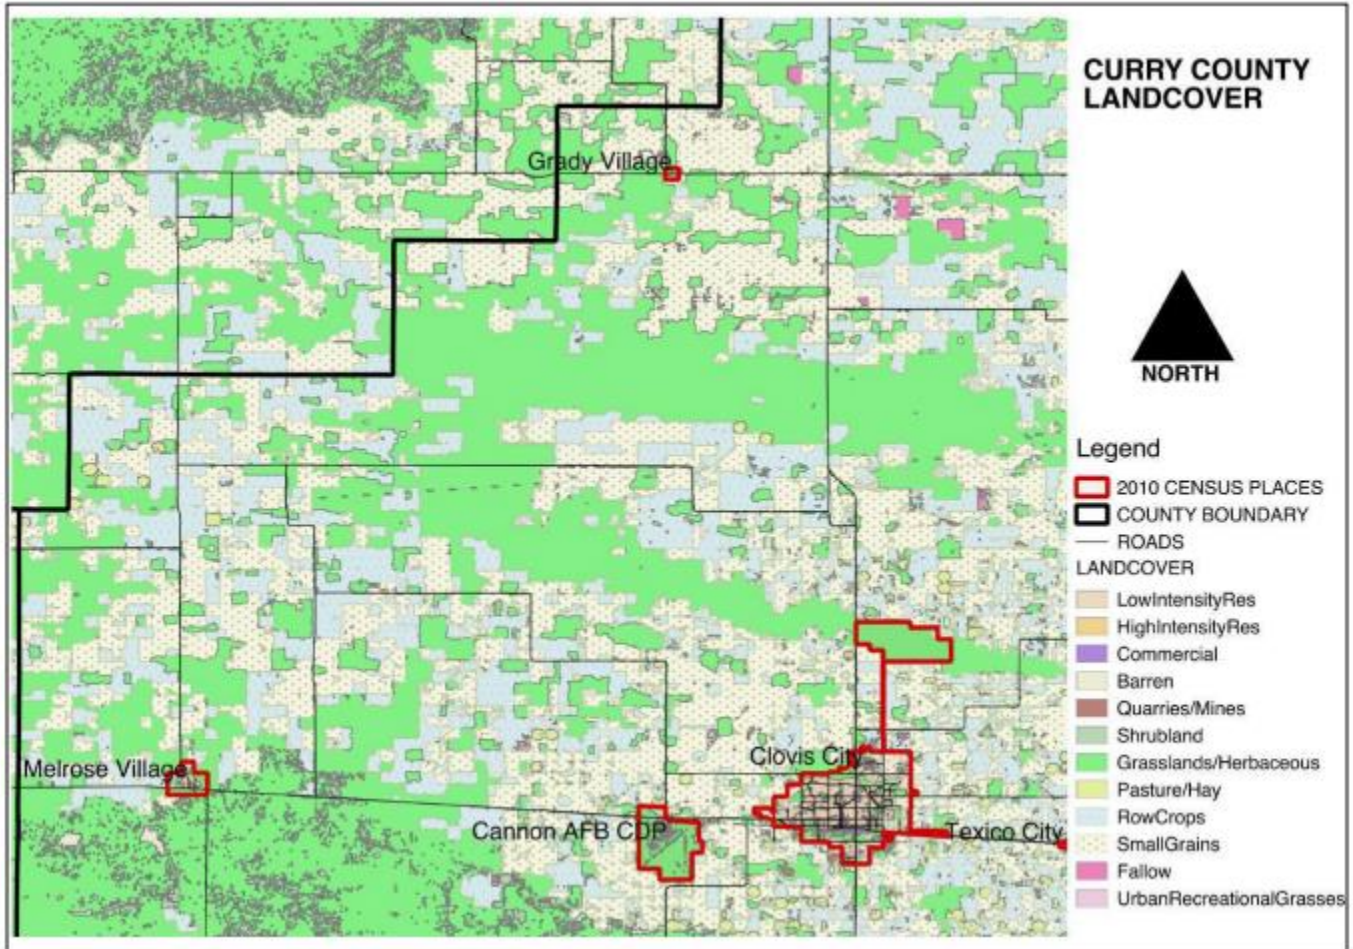 CURRY COUNTY
LANDCOVER
Grady Village
NORTH
Legend
2010 CENSUS PLACES
COUNTY BOUNDARY
ROADS
LANDCOVER
LowIntensityRes
HighIntensityRes
Commercial
Barren
Quarries/Mines
Shrubland
Grasslands/Herbaceous
Pasture/Hay
RowCrops
SmallGrains
Fallow
UrbanRecreationalGrasses
Clovis City
Melrose Village
Cannon AFB CDP
Texico City